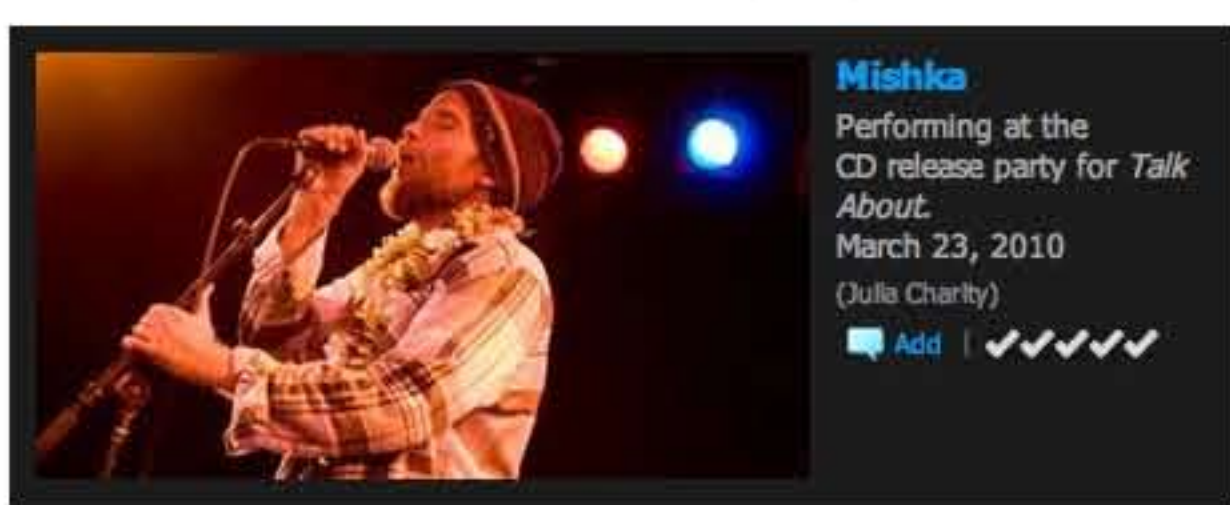 Mishka
Performing at the
CD release party for Talk
About.
March 23, 2010
(Julia Charity)
Add |